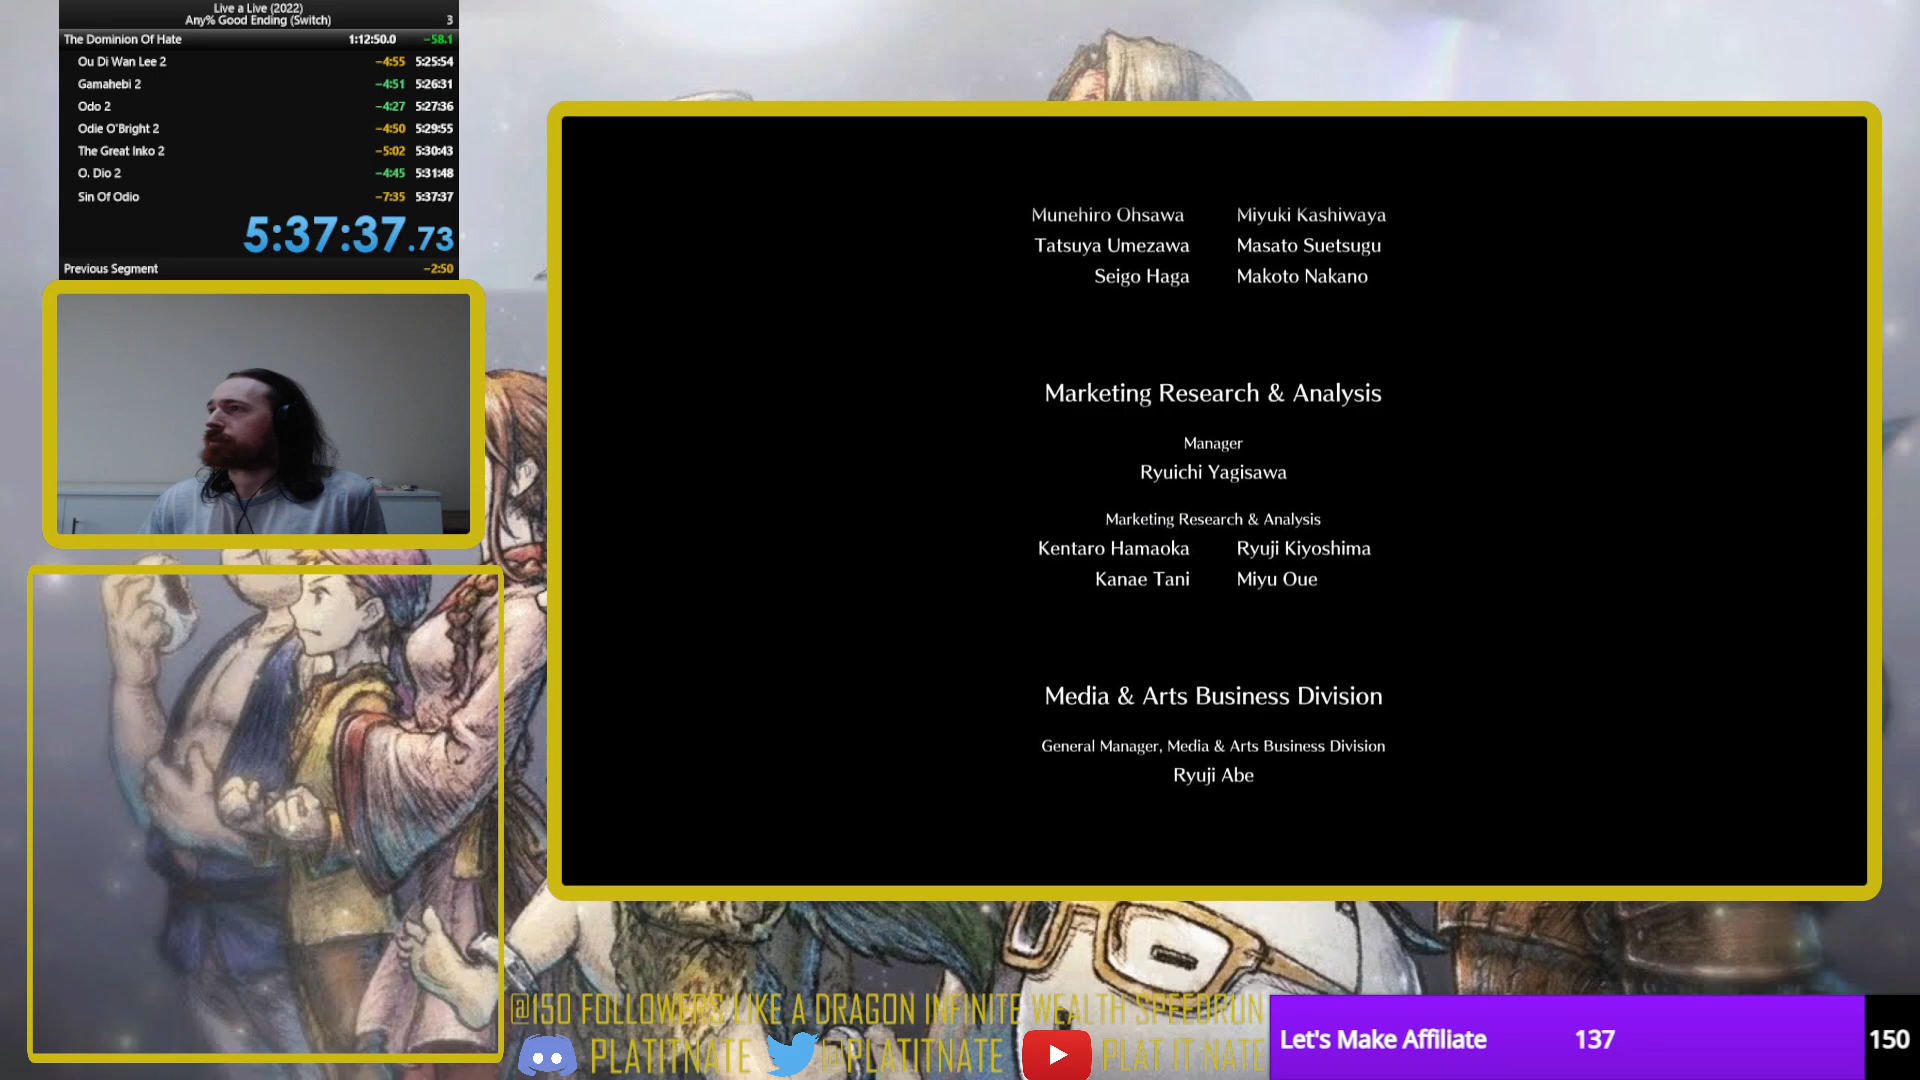 Live a Live (2022)
Any% Good Ending (Switch) 3
The Dominion Of Hate 1:12:50.0 −58.1
Ou Di Wan Lee 2 −4:55 5:25:54
Gamahebi 2 −4:51 5:26:31
Odo 2 −4:27 5:27:36
Odie O'Bright 2 −4:50 5:29:55
The Great Inko 2 −5:02 5:30:43
O. Dio 2 −4:45 5:31:48
Sin Of Odio −7:35 5:37:37
5:37:37.73
Previous Segment −2:50
Munehiro Ohsawa Miyuki Kashiwaya
Tatsuya Umezawa Masato Suetsugu
Seigo Haga Makoto Nakano
Marketing Research & Analysis
Manager
Ryuichi Yagisawa
Marketing Research & Analysis
Kentaro Hamaoka Ryuji Kiyoshima
Kanae Tani Miyu Oue
Media & Arts Business Division
General Manager, Media & Arts Business Division
Ryuji Abe
@150 FOLLOWERS LIKE A DRAGON INFINITE WEALTH SPEEDRUN
PLATITNATE @PLATITNATE PLAT IT NATE
Let's Make Affiliate 137 150